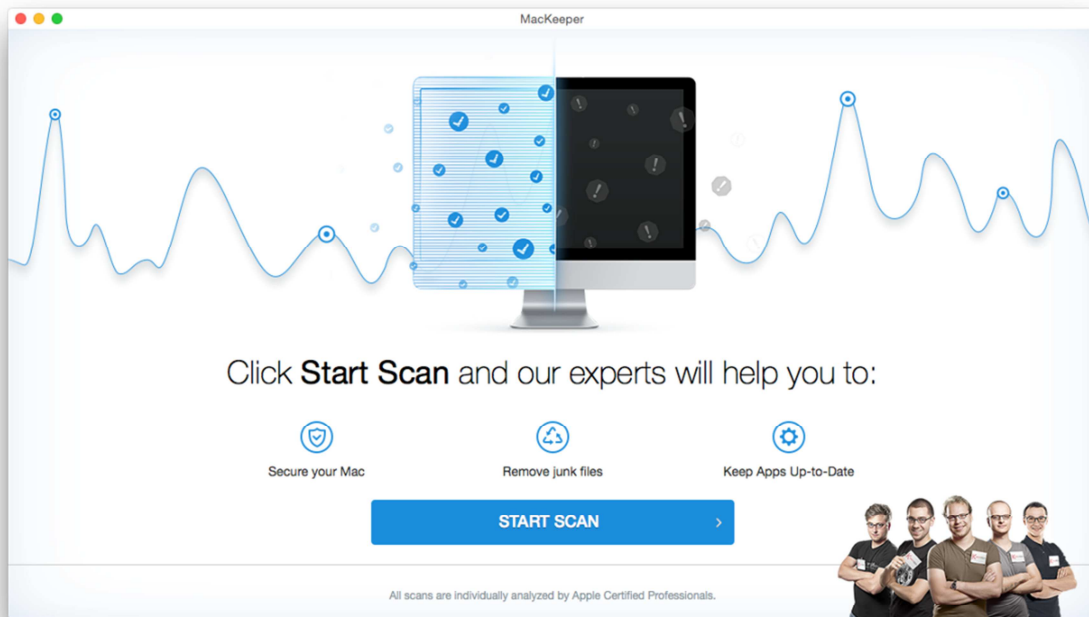 MacKeeper
Click Start Scan and our experts will help you to:
Secure your Mac
Remove junk files
Keep Apps Up-to-Date
START SCAN
All scans are individually analyzed by Apple Certified Professionals.